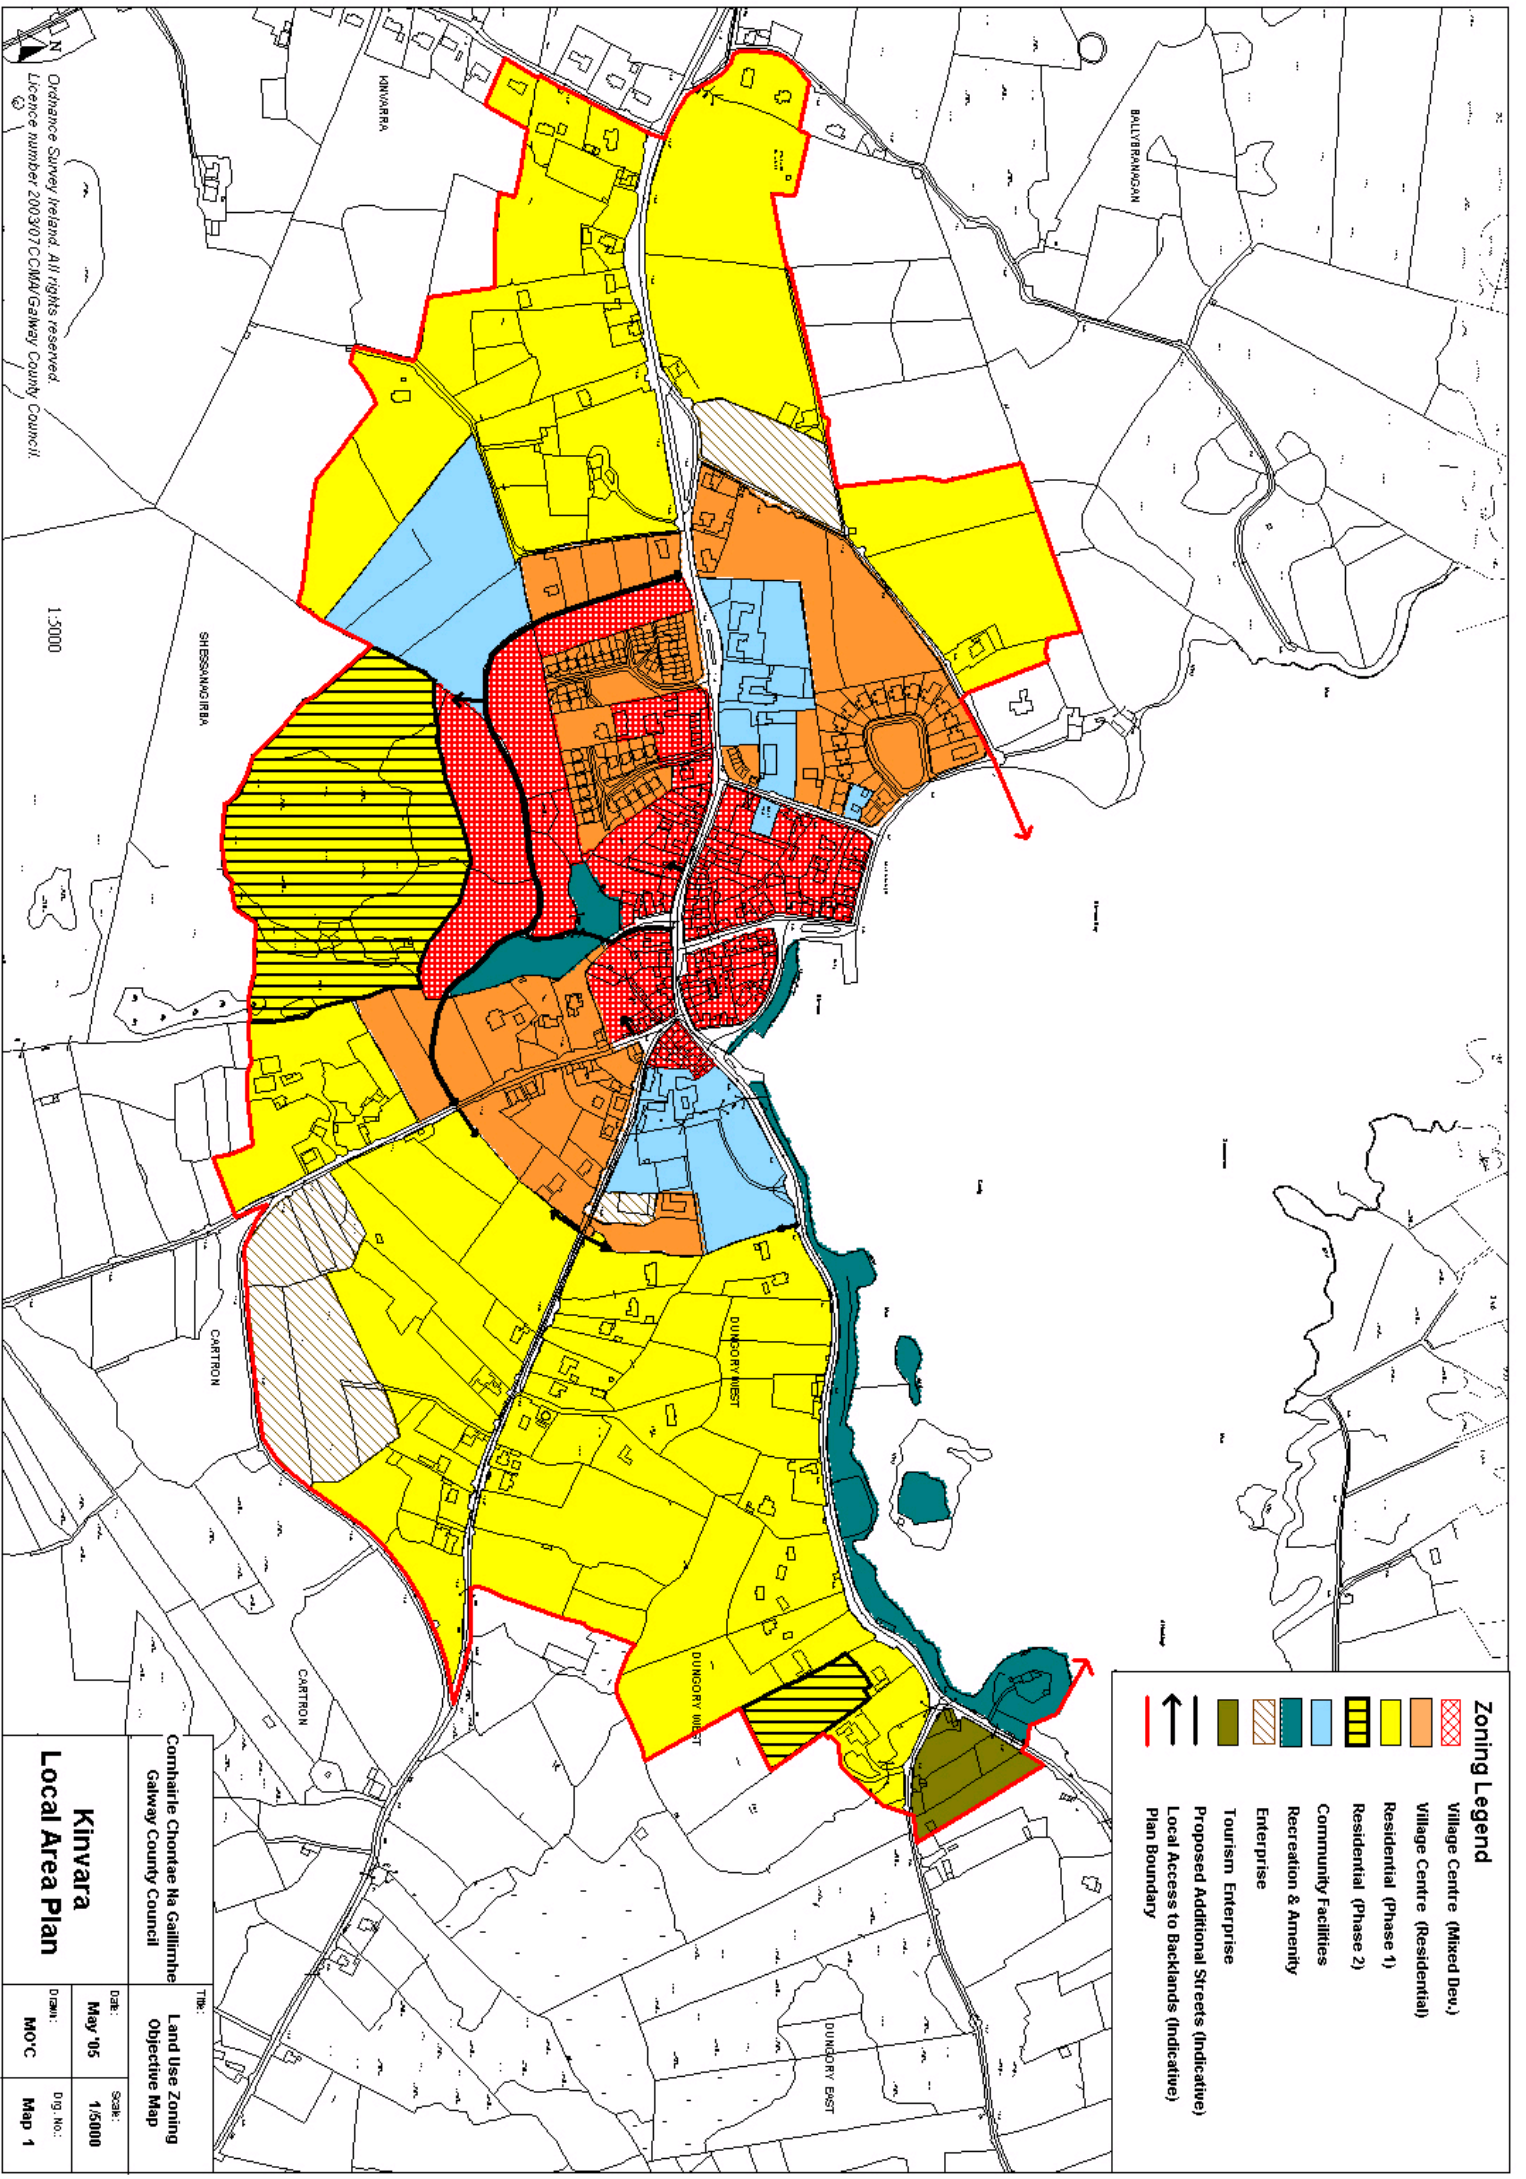 Zoning Legend
Village Centre (Mixed Dev.)
Village Centre (Residential)
Residential (Phase 1)
Residential (Phase 2)
Community Facilities
Recreation & Amenity
Enterprise
Tourism Enterprise
Proposed Additional Streets (Indicative)
Local Access to Backlands (Indicative)
Plan Boundary
BALLYBRANAGAN
KINVARRA
SHESSANAGIRBA
DUNGORY WEST
DUNGORY WEST
DUNGORY EAST
CARTRON
CARTRON
N
Ordnance Survey Ireland. All rights reserved.
Licence number 2003/07CCMA/Galway County Council.
©
1:5000
Comhairle Chontae Na Gaillimhe
Galway County Council
Title:
Land Use Zoning
Objective Map
Kinvara
Local Area Plan
Date:
May '05
Scale:
1/5000
Drawn:
MO'C
Drg. No.:
Map 1